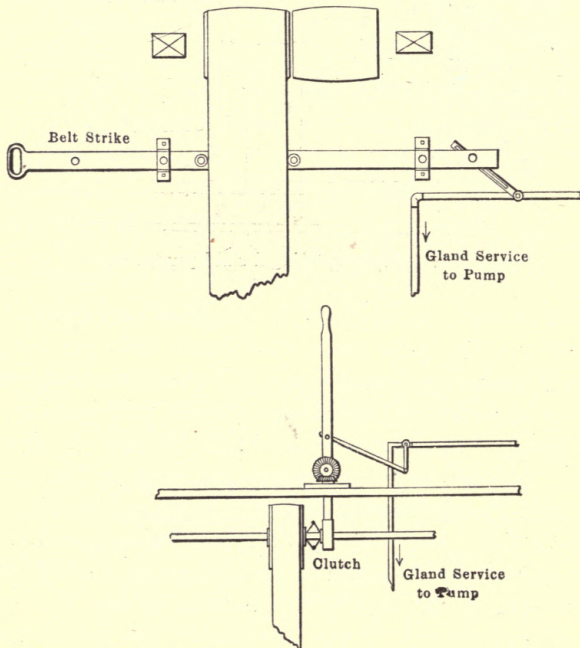 Belt Strike
Gland Service
to Pump
Clutch
Gland Service
to Pump